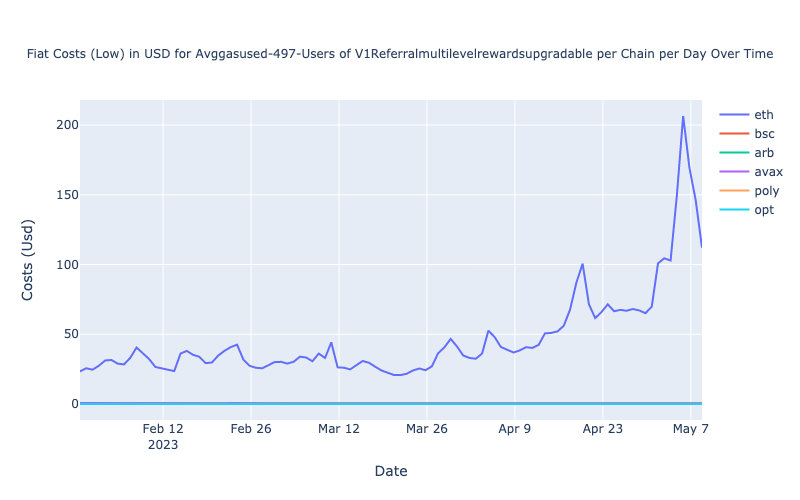 Fiat Costs (Low) in USD for Avggasused-497-Users of V1Referralmultilevelrewardsupgradable per Chain per Day Over Time
Costs (Usd)
200
150
100
50
0
Feb 12
2023
Feb 26
Mar 12
Mar 26
Apr 9
Apr 23
May 7
Date
eth
bsc
arb
avax
poly
opt